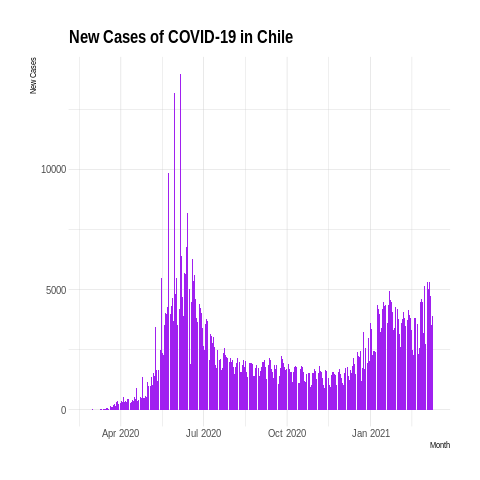 New Cases of COVID-19 in Chile
New Cases
10000
5000
0
Apr 2020
Jul 2020
Oct 2020
Jan 2021
Month